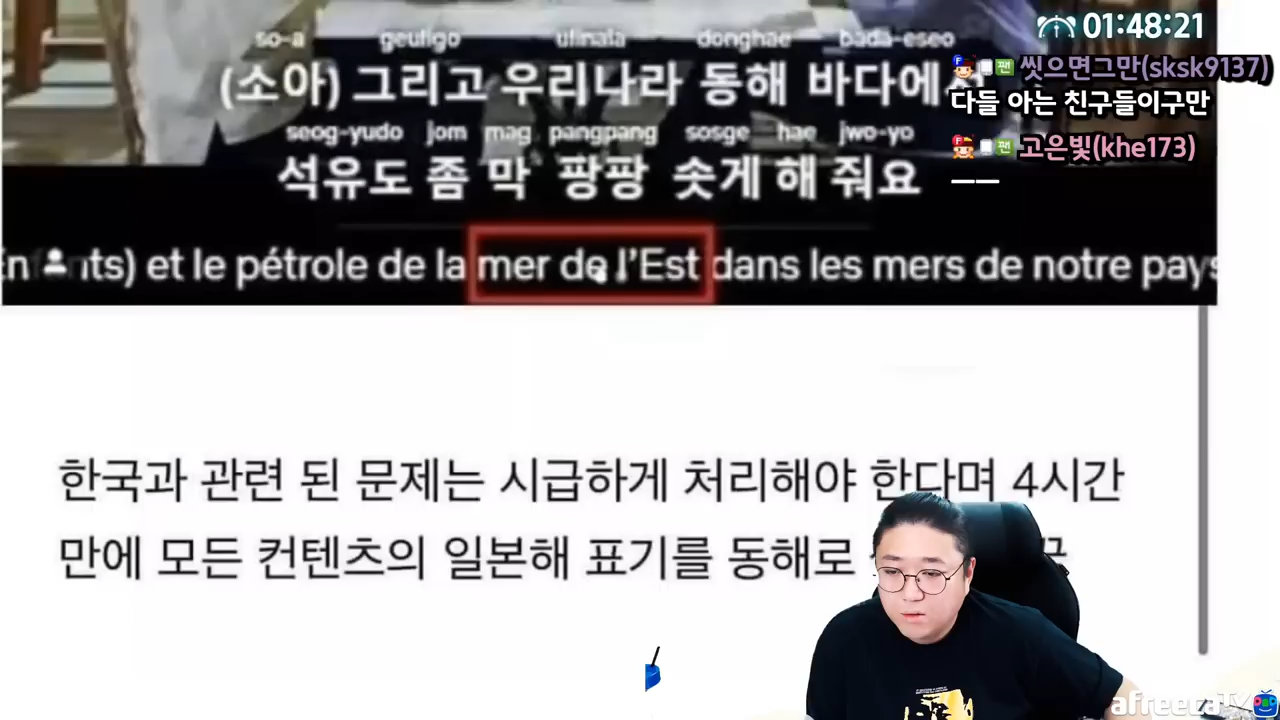 so-a geuligo ulinala donghae bada-eseo
(소아) 그리고 우리나라 동해 바다에서
seog-yudo jom mag pangpang sosge hae jwo-yo
석유도 좀 막 팡팡 솟게 해 줘요
ts) et le pétrole de la mer de l'Est dans les mers de notre pays
한국과 관련 된 문제는 시급하게 처리해야 한다며 4시간
만에 모든 컨텐츠의 일본해 표기를 동해로
01:48:21
씻으면그만(sksk9137)
다들 아는 친구들이구만
고은빛(khe173)
ㅡㅡ
afreecaTV